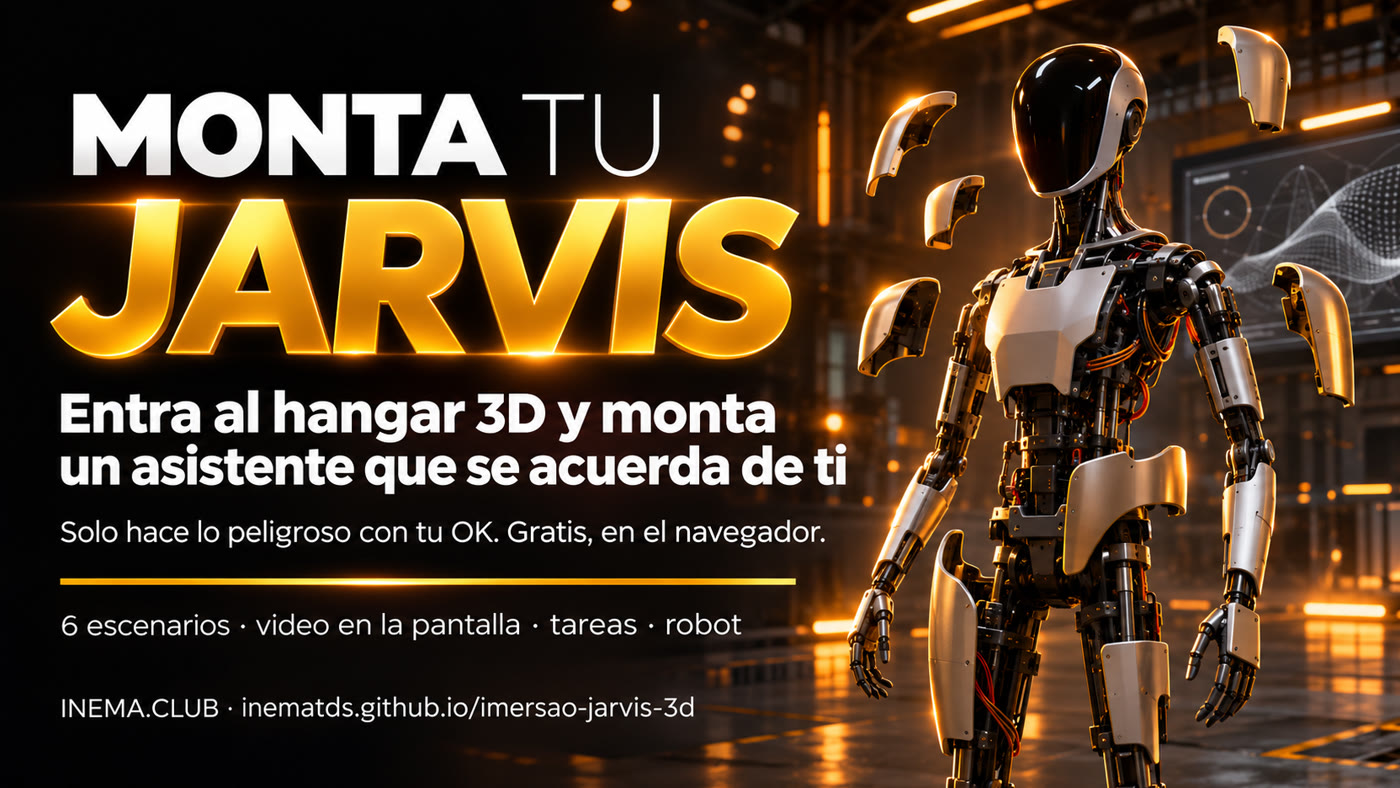 MONTA TU
JARVIS
Entra al hangar 3D y monta
un asistente que se acuerda de ti
Solo hace lo peligroso con tu OK. Gratis, en el navegador.
6 escenarios · video en la pantalla · tareas · robot
INEMA.CLUB · inematds.github.io/imersao-jarvis-3d